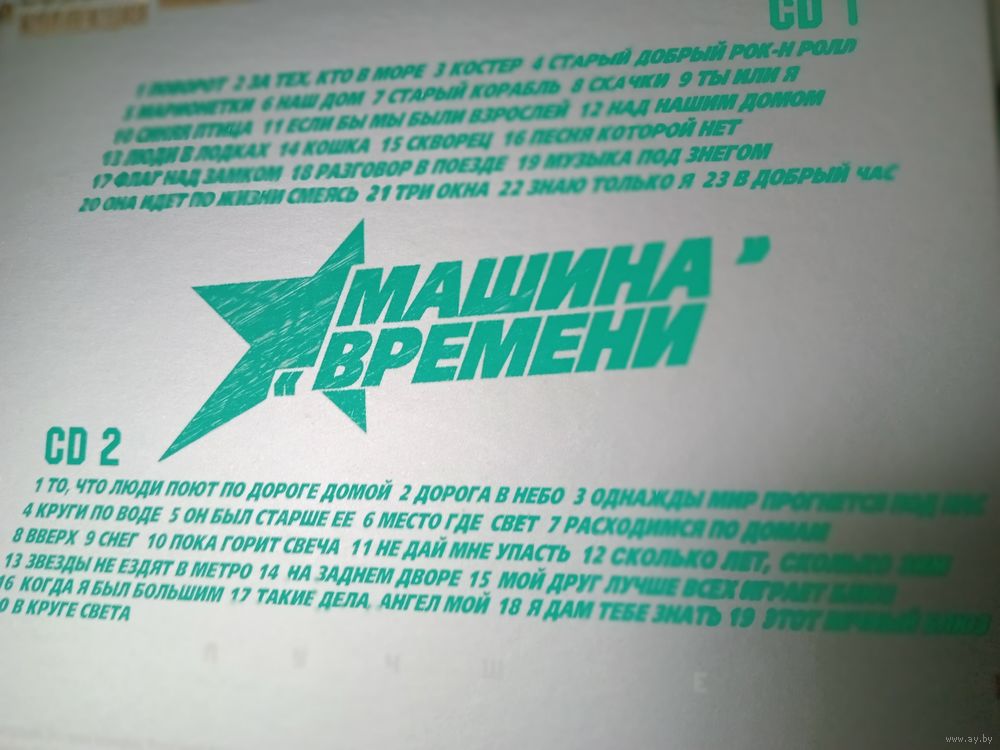 CD 1
1 ПОВОРОТ 2 ЗА ТЕХ, КТО В МОРЕ 3 КОСТЕР 4 СТАРЫЙ ДОБРЫЙ РОК-Н РОЛЛ
5 МАРИОНЕТКИ 6 НАШ ДОМ 7 СТАРЫЙ КОРАБЛЬ 8 СКАЧКИ 9 ТЫ ИЛИ Я
10 СИНЯЯ ПТИЦА 11 ЕСЛИ БЫ МЫ БЫЛИ ВЗРОСЛЕЙ 12 НАД НАШИМ ДОМОМ
13 ЛЮДИ В ЛОДКАХ 14 КОШКА 15 СКВОРЕЦ 16 ПЕСНЯ КОТОРОЙ НЕТ
17 ФЛАГ НАД ЗАМКОМ 18 РАЗГОВОР В ПОЕЗДЕ 19 МУЗЫКА ПОД ЗНЕГОМ
20 ОНА ИДЕТ ПО ЖИЗНИ СМЕЯСЬ 21 ТРИ ОКНА 22 ЗНАЮ ТОЛЬКО Я 23 В ДОБРЫЙ ЧАС
МАШИНА »
« ВРЕМЕНИ
CD 2
1 ТО, ЧТО ЛЮДИ ПОЮТ ПО ДОРОГЕ ДОМОЙ 2 ДОРОГА В НЕБО 3 ОДНАЖДЫ МИР ПРОГНЕТСЯ ПОД НАС
4 КРУГИ ПО ВОДЕ 5 ОН БЫЛ СТАРШЕ ЕЕ 6 МЕСТО ГДЕ СВЕТ 7 РАСХОДИМСЯ ПО ДОМАМ
8 ВВЕРХ 9 СНЕГ 10 ПОКА ГОРИТ СВЕЧА 11 НЕ ДАЙ МНЕ УПАСТЬ 12 СКОЛЬКО ЛЕТ, СКОЛЬКО ЗИМ
13 ЗВЕЗДЫ НЕ ЕЗДЯТ В МЕТРО 14 НА ЗАДНЕМ ДВОРЕ 15 МОЙ ДРУГ ЛУЧШЕ ВСЕХ ИГРАЕТ БЛЮЗ
16 КОГДА Я БЫЛ БОЛЬШИМ 17 ТАКИЕ ДЕЛА, АНГЕЛ МОЙ 18 Я ДАМ ТЕБЕ ЗНАТЬ 19 ЭТОТ ВЕЧНЫЙ БЛЮЗ
0 В КРУГЕ СВЕТА
Л У Ч Ш Е
www.ay.by